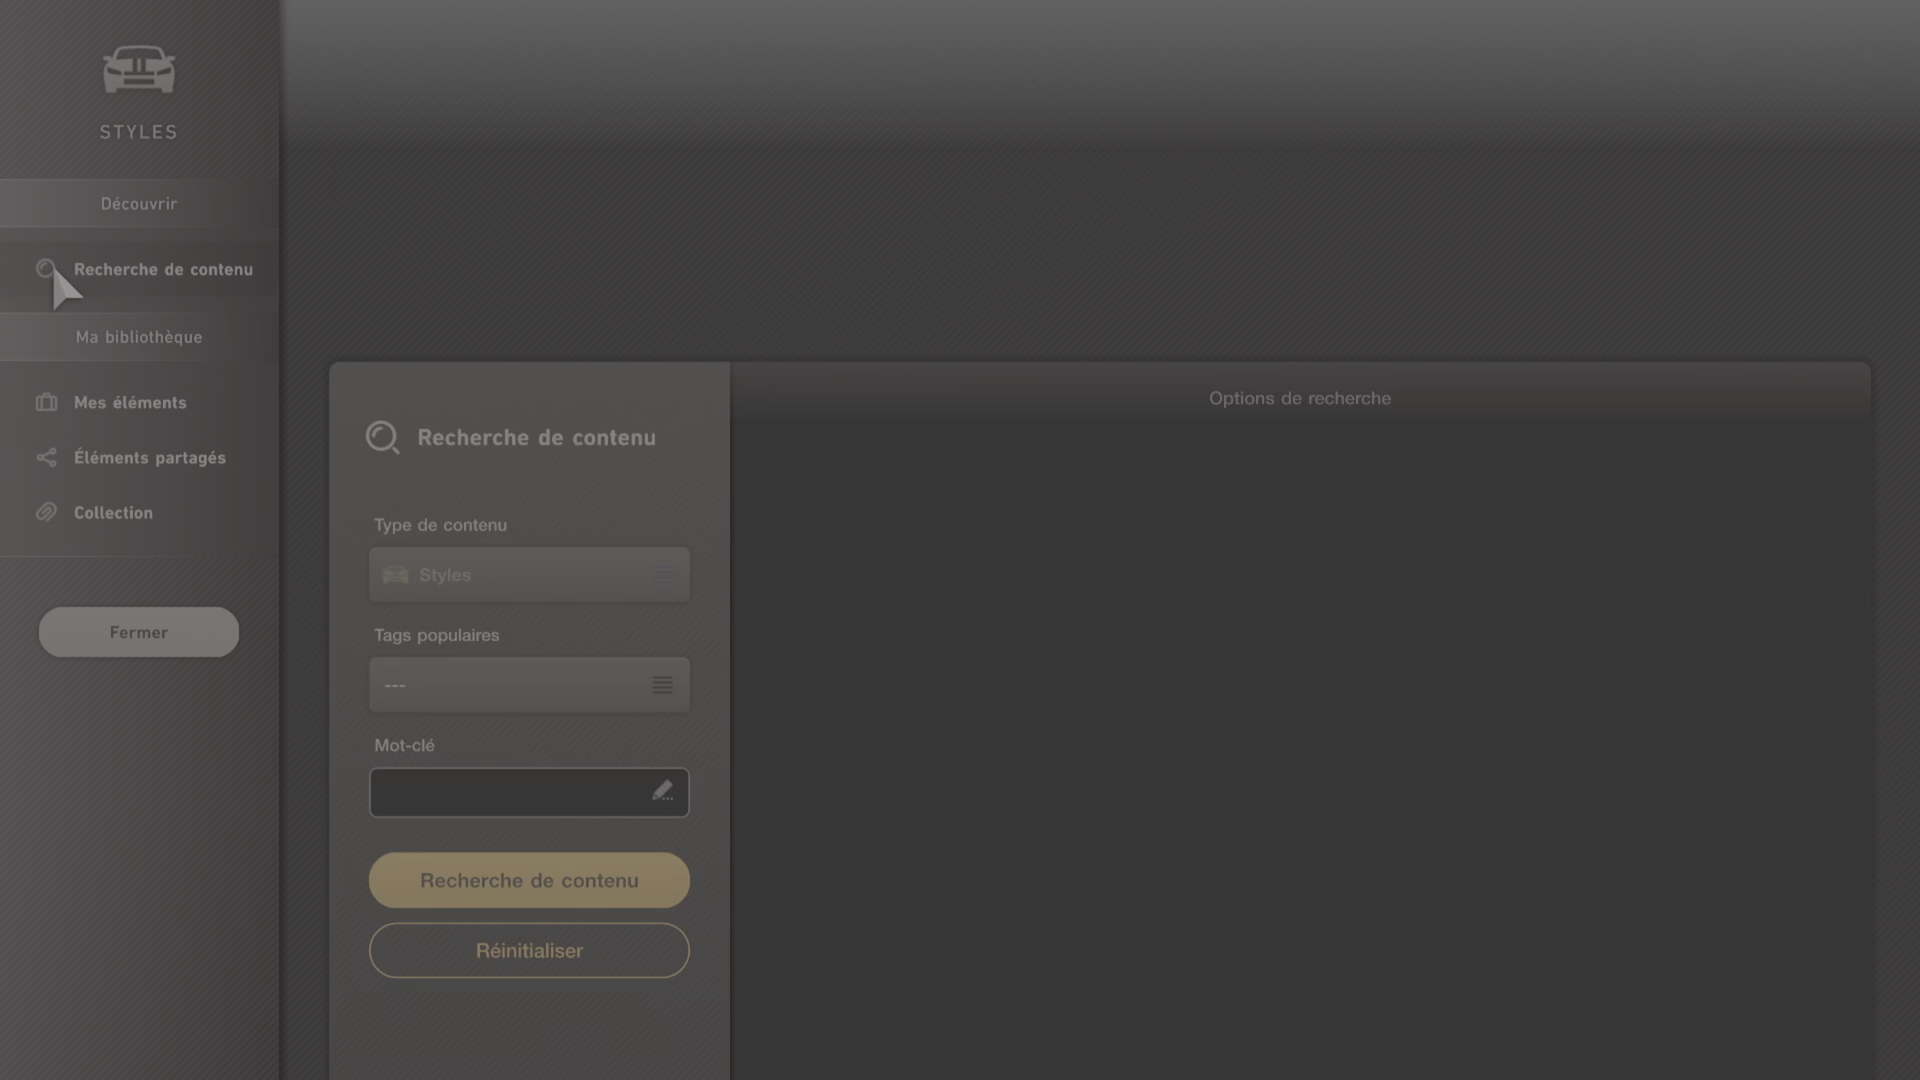 STYLES
Découvrir
Recherche de contenu
Ma bibliothèque
Mes éléments
Éléments partagés
Collection
Fermer
Recherche de contenu
Type de contenu
Styles
Tags populaires
---
Mot-clé
Recherche de contenu
Réinitialiser
Options de recherche